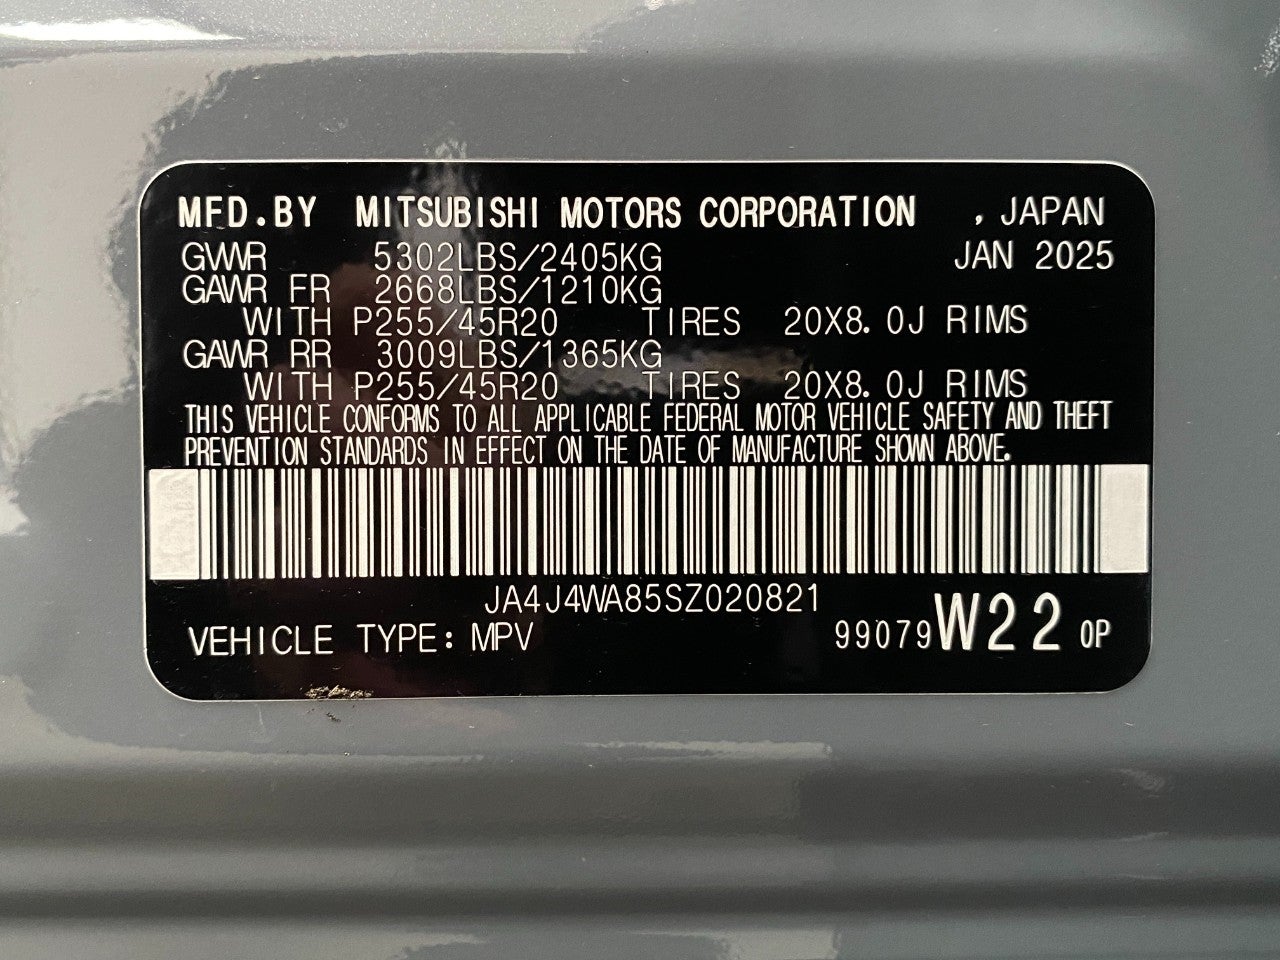 MFD.BY MITSUBISHI MOTORS CORPORATION , JAPAN
GVWR 5302LBS/2405KG JAN 2025
GAWR FR 2668LBS/1210KG
WITH P255/45R20 TIRES 20X8.0J RIMS
GAWR RR 3009LBS/1365KG
WITH P255/45R20 TIRES 20X8.0J RIMS
THIS VEHICLE CONFORMS TO ALL APPLICABLE FEDERAL MOTOR VEHICLE SAFETY AND THEFT
PREVENTION STANDARDS IN EFFECT ON THE DATE OF MANUFACTURE SHOWN ABOVE.
JA4J4WA85SZ020821
VEHICLE TYPE: MPV 99079 W22 0P